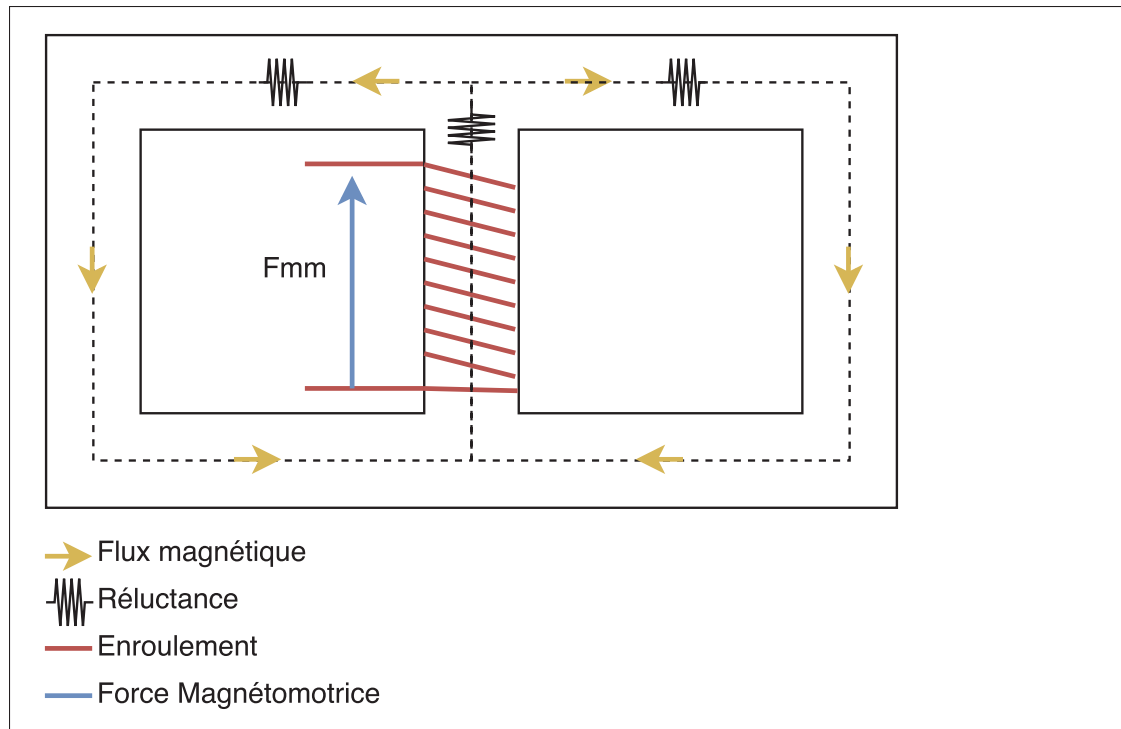 Fmm
Flux magnétique
Réluctance
Enroulement
Force Magnétomotrice